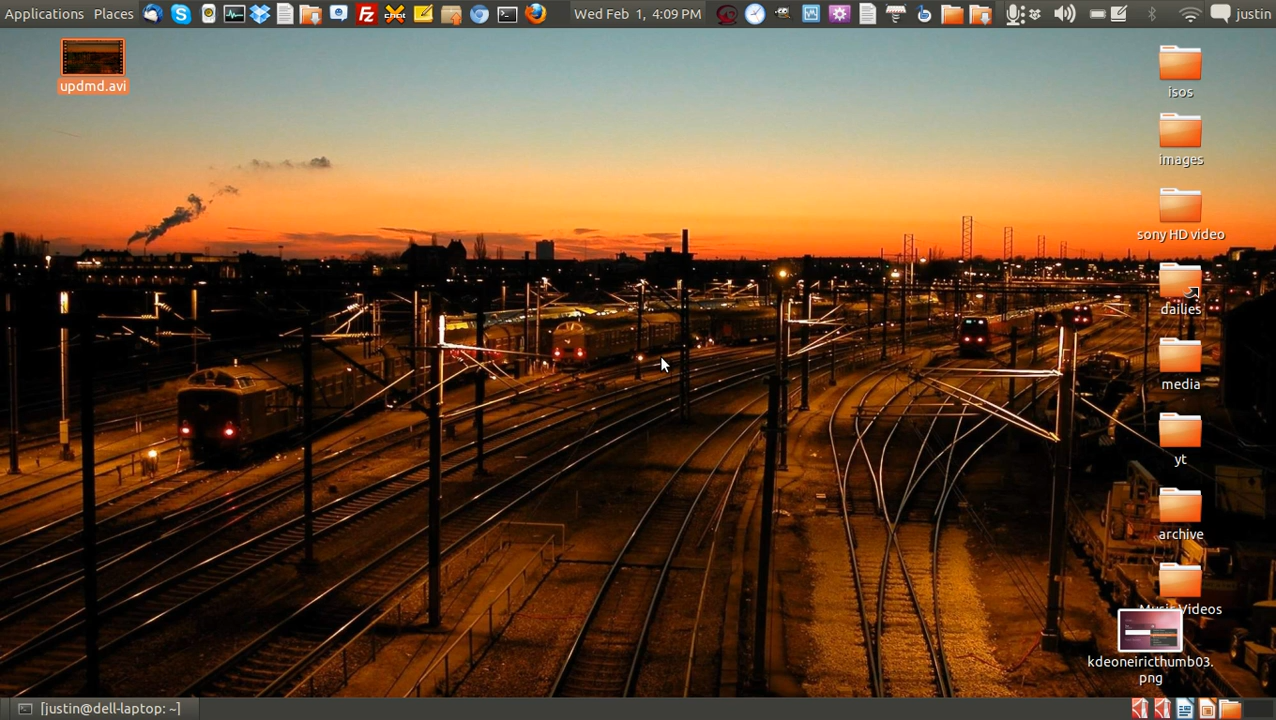 Applications Places Wed Feb 1, 4:09 PM justin
updmd.avi
isos
images
sony HD video
dailies
media
yt
archive
Music Videos
kdeoneiricthumb03.
png
[justin@dell-laptop: ~]